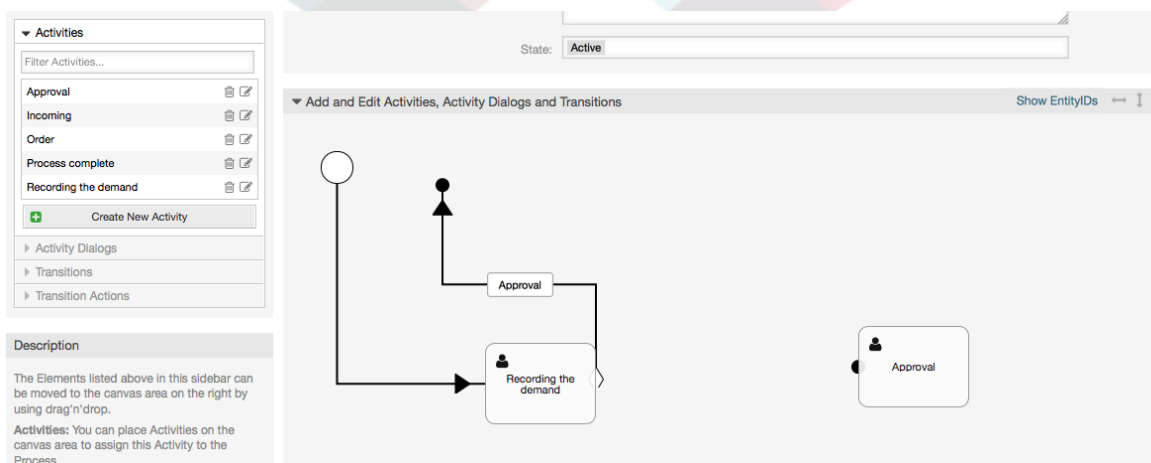 Activities
Filter Activities...
Approval
Incoming
Order
Process complete
Recording the demand
Create New Activity
Activity Dialogs
Transitions
Transition Actions
Description
The Elements listed above in this sidebar can
be moved to the canvas area on the right by
using drag'n'drop.
Activities: You can place Activities on the
canvas area to assign this Activity to the
Process.
State: Active
Add and Edit Activities, Activity Dialogs and Transitions
Show EntityIDs
Approval
Recording the
demand
Approval